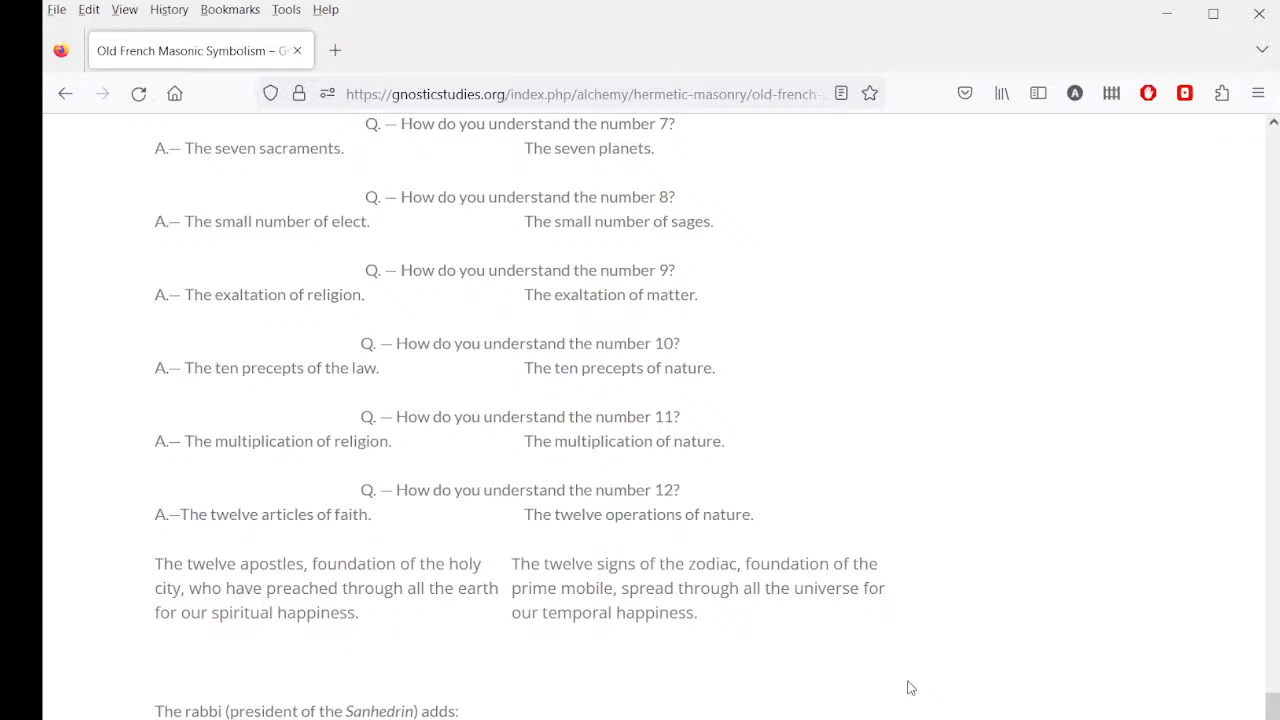 File Edit View History Bookmarks Tools Help
Old French Masonic Symbolism – G
https://gnosticstudies.org/index.php/alchemy/hermetic-masonry/old-french-
Q. — How do you understand the number 7?
A.— The seven sacraments. The seven planets.
Q. — How do you understand the number 8?
A.— The small number of elect. The small number of sages.
Q. — How do you understand the number 9?
A.— The exaltation of religion. The exaltation of matter.
Q. — How do you understand the number 10?
A.— The ten precepts of the law. The ten precepts of nature.
Q. — How do you understand the number 11?
A.— The multiplication of religion. The multiplication of nature.
Q. — How do you understand the number 12?
A.—The twelve articles of faith. The twelve operations of nature.
The twelve apostles, foundation of the holy
city, who have preached through all the earth
for our spiritual happiness.
The twelve signs of the zodiac, foundation of the
prime mobile, spread through all the universe for
our temporal happiness.
The rabbi (president of the Sanhedrin) adds: